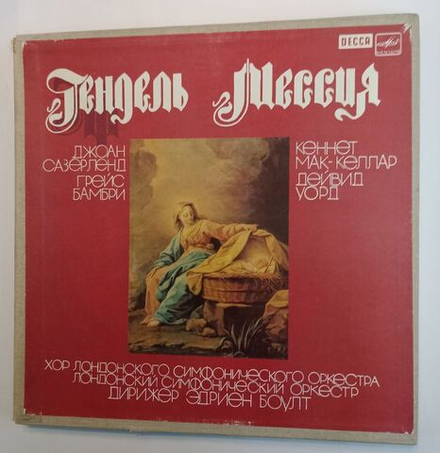 DECCA
Гендель Мессия
ДЖОАН
САЗЕРЛЕНД
ГРЕЙС
БАМБРИ
КЕННЕТ
МАК-КЕЛЛАР
ДЕЙВИД
УОРД
ХОР ЛОНДОНСКОГО СИМФОНИЧЕСКОГО ОРКЕСТРА
ЛОНДОНСКИЙ СИМФОНИЧЕСКИЙ ОРКЕСТР
ДИРИЖЕР ЭДРИЕН БОУЛТ